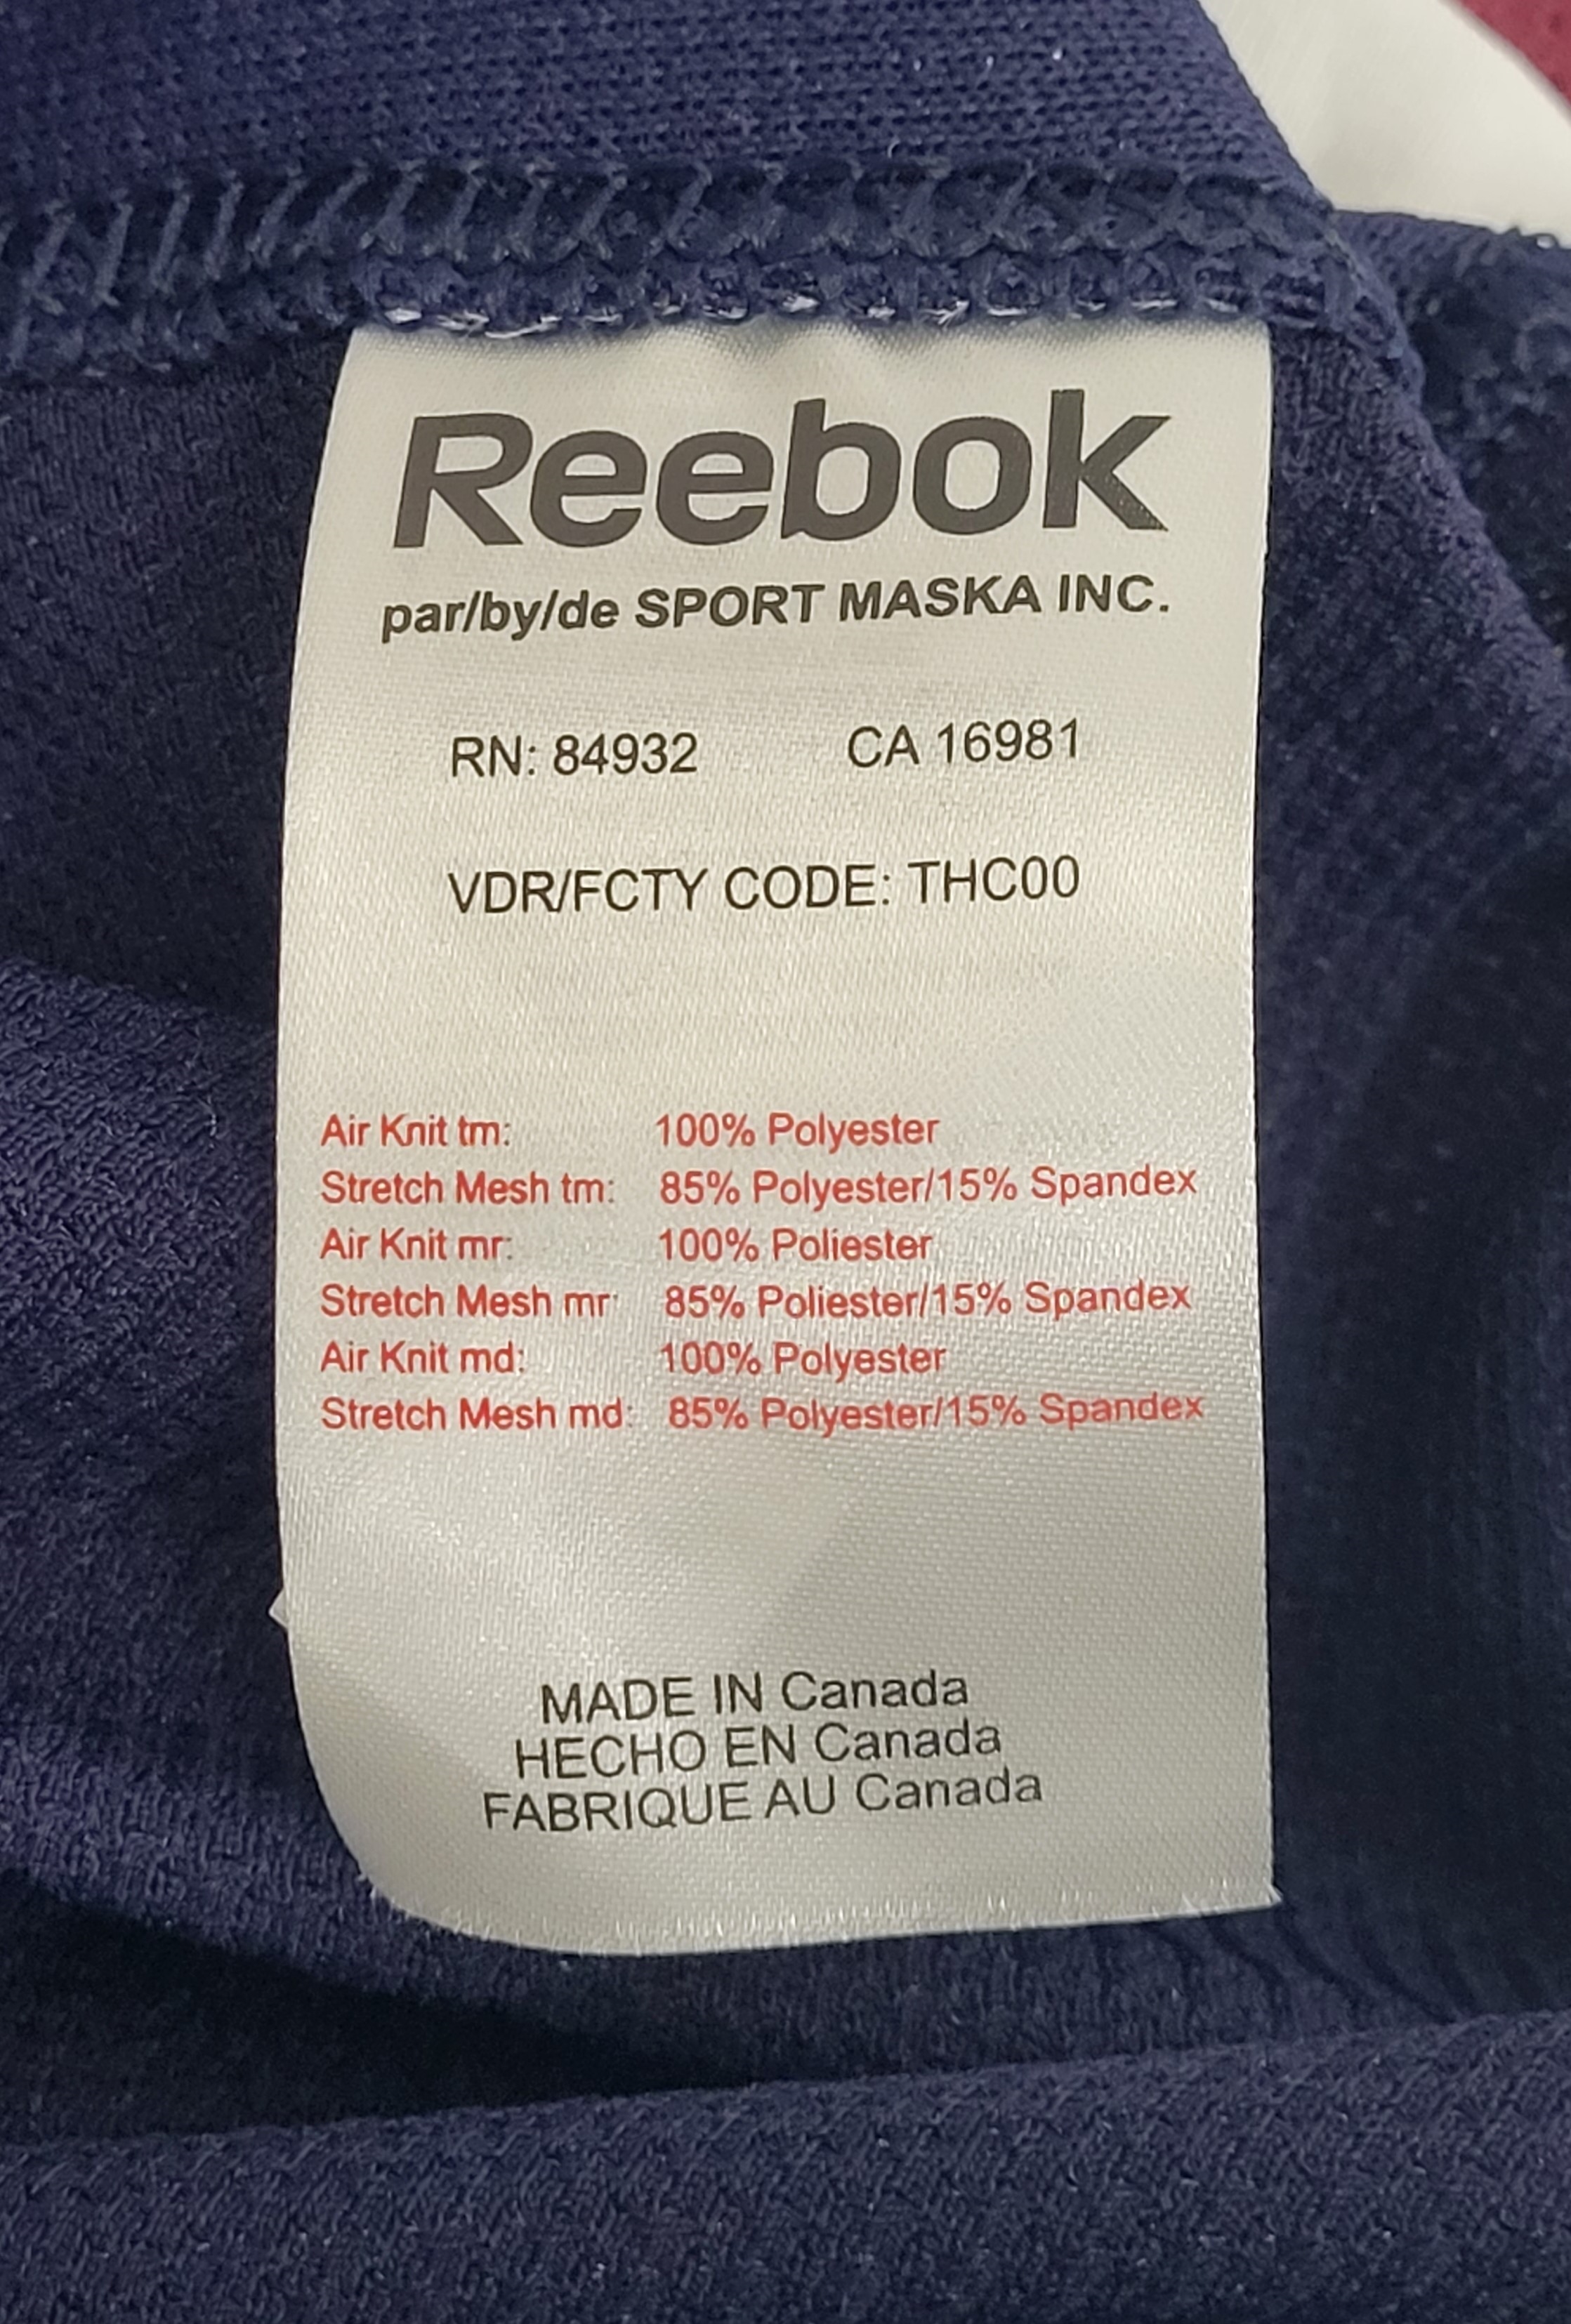 Reebok
par/by/de SPORT MASKA INC.
RN: 84932 CA 16981
VDR/FCTY CODE: THC00
Air Knit tm: 100% Polyester
Stretch Mesh tm: 85% Polyester/15% Spandex
Air Knit mr: 100% Poliester
Stretch Mesh mr: 85% Poliester/15% Spandex
Air Knit md: 100% Polyester
Stretch Mesh md: 85% Polyester/15% Spandex
MADE IN Canada
HECHO EN Canada
FABRIQUE AU Canada